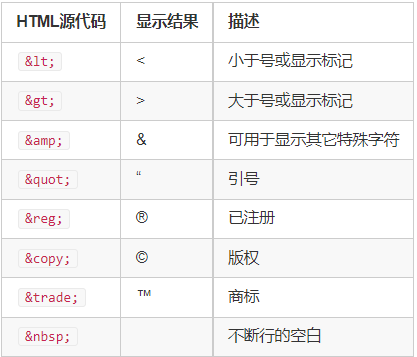 HTML源代码 显示结果 描述
&lt; < 小于号或显示标记
&gt; > 大于号或显示标记
&amp; & 可用于显示其它特殊字符
&quot; “ 引号
&reg; ® 已注册
&copy; © 版权
&trade; ™ 商标
&nbsp; 不断行的空白